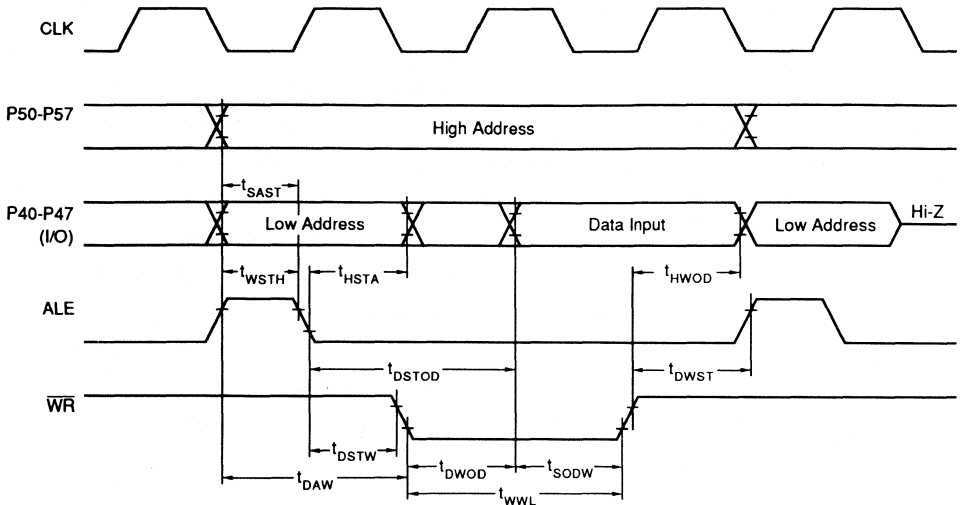 CLK
P50-P57
High Address
tSAST
P40-P47
(I/O)
Low Address
Data Input
Low Address
Hi-Z
tWSTH
tHSTA
tHWOD
ALE
tDSTOD
tDWST
WR
tDSTW
tDWOD
tSODW
tDAW
tWWL